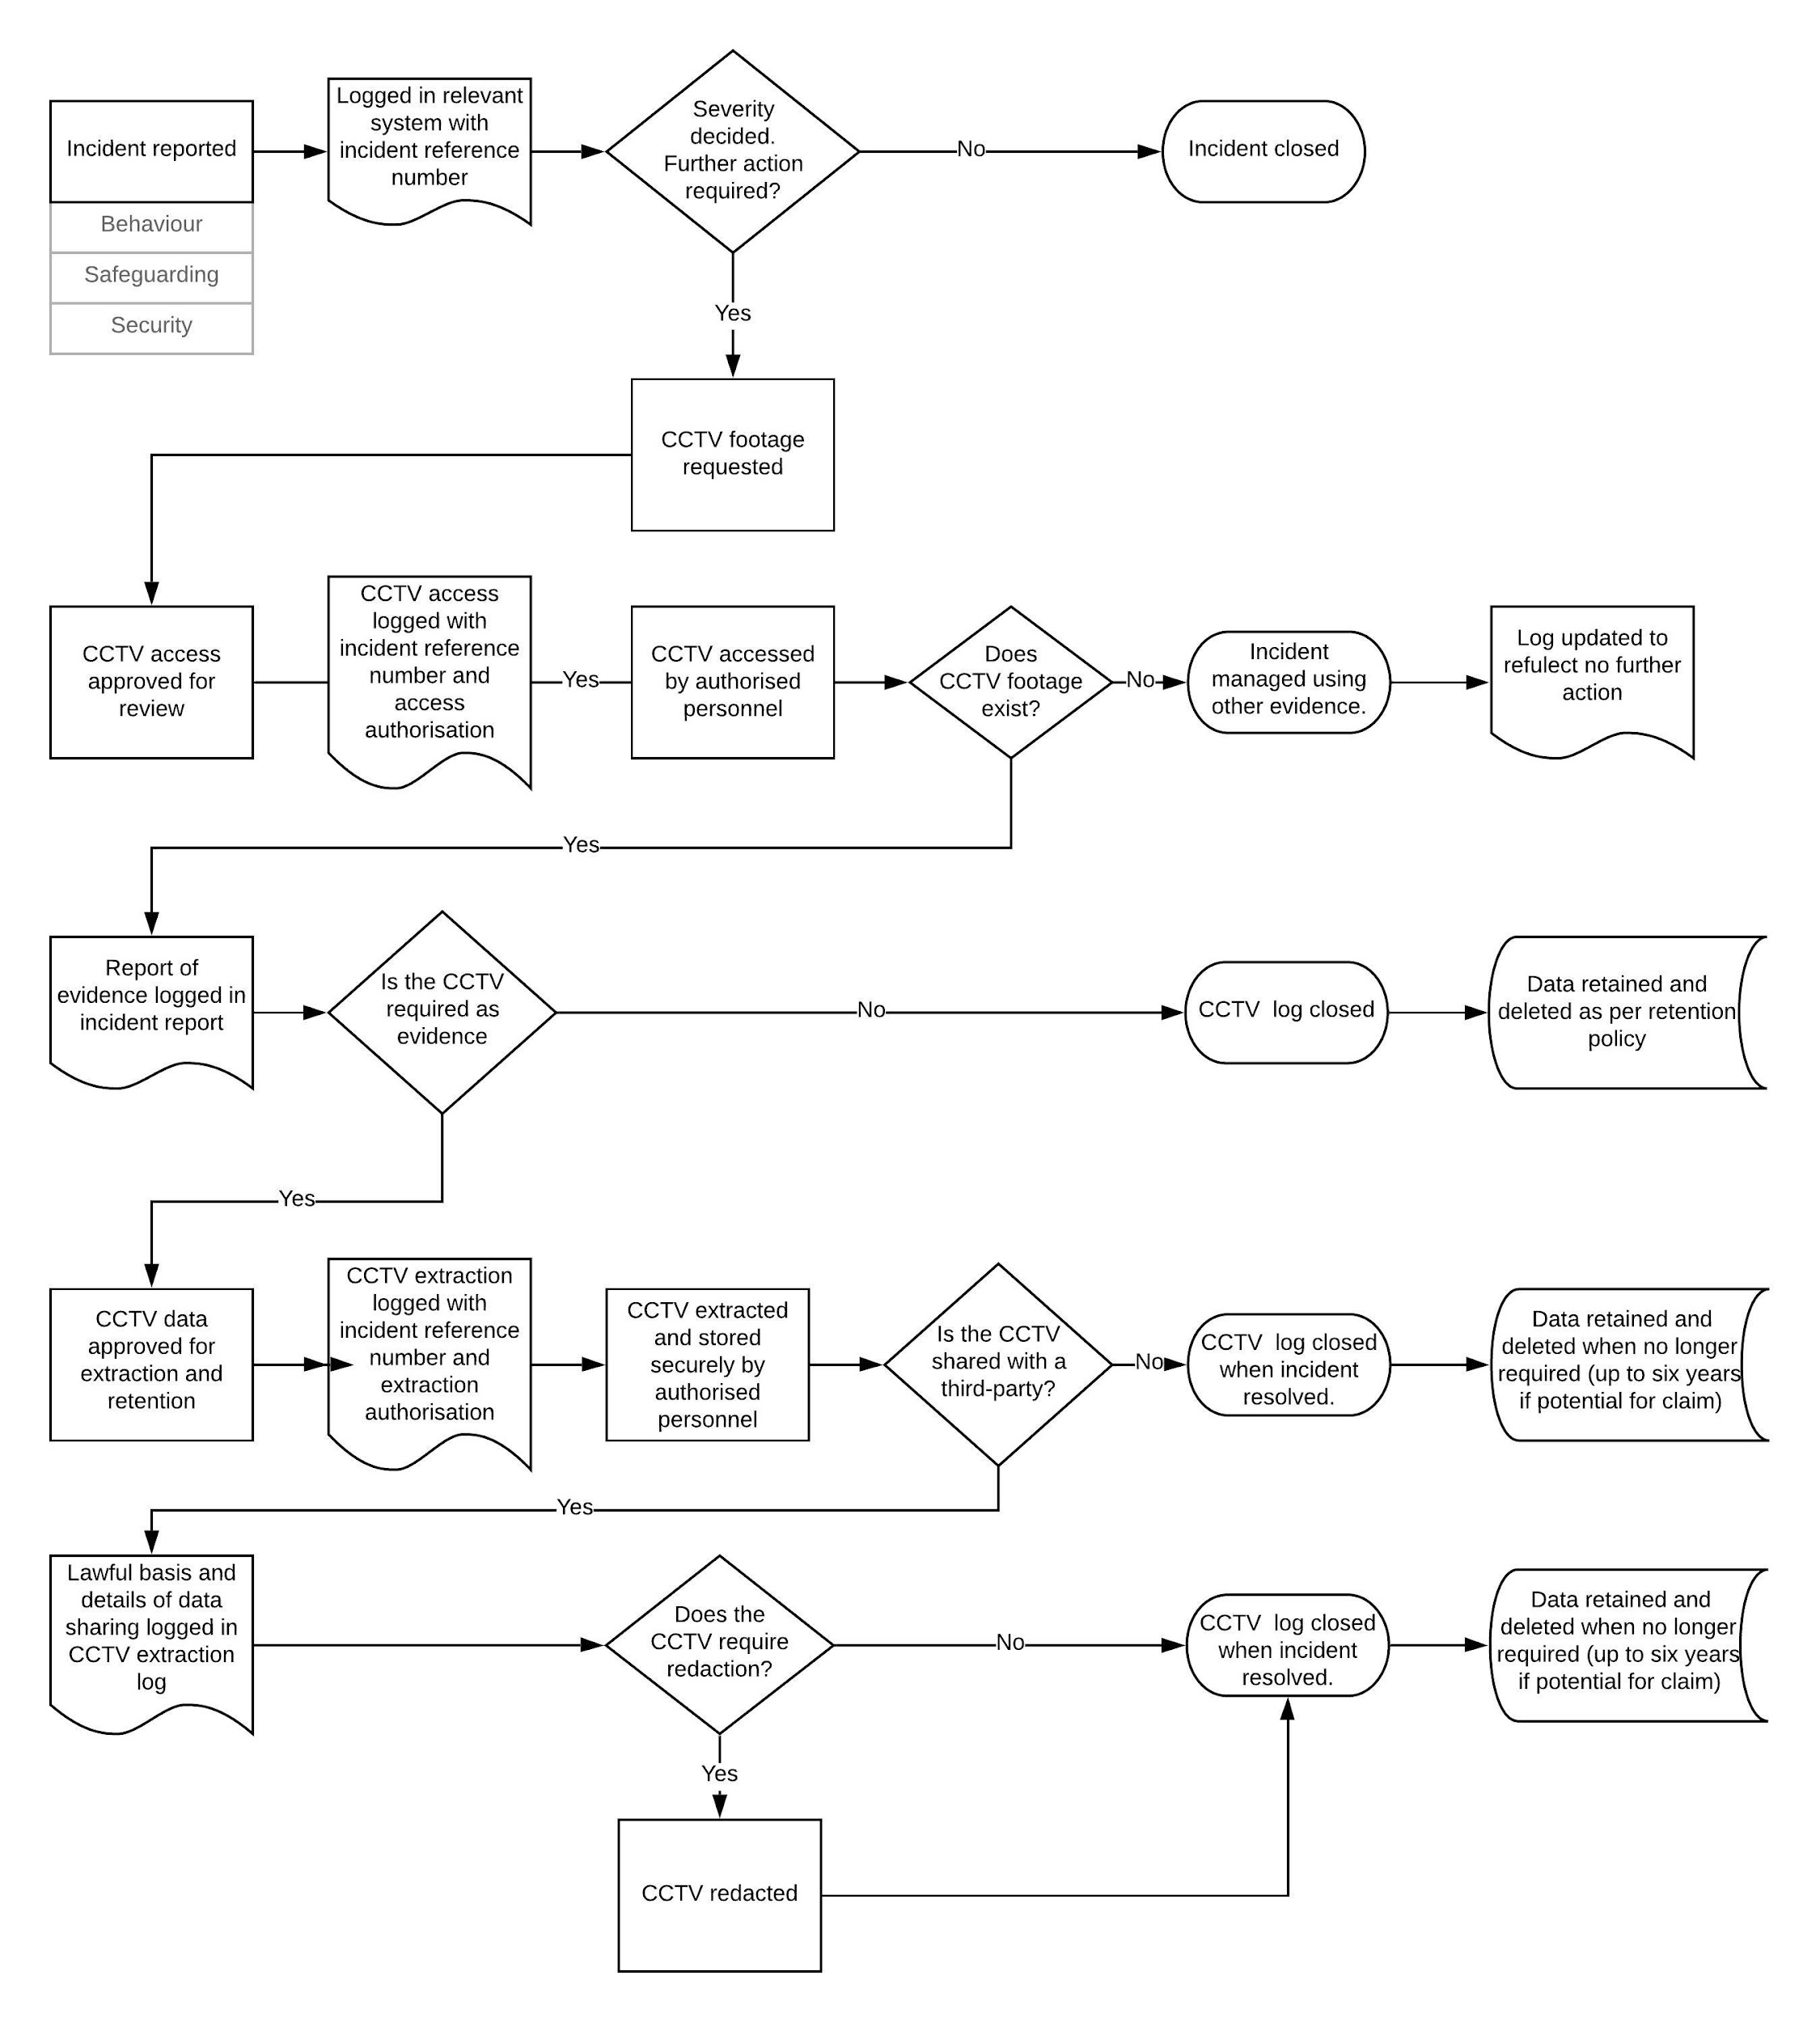 Incident reported
Behaviour
Safeguarding
Security
Logged in relevant
system with
incident reference
number
Severity
decided.
Further action
required?
No
Incident closed
Yes
CCTV footage
requested
CCTV access
approved for
review
CCTV access
logged with
incident reference
number and
access
authorisation
Yes
CCTV accessed
by authorised
personnel
Does
CCTV footage
exist?
No
Incident
managed using
other evidence.
Log updated to
refulect no further
action
Yes
Report of
evidence logged in
incident report
Is the CCTV
required as
evidence
No
CCTV  log closed
Data retained and
deleted as per retention
policy
Yes
CCTV data
approved for
extraction and
retention
CCTV extraction
logged with
incident reference
number and
extraction
authorisation
CCTV extracted
and stored
securely by
authorised
personnel
Is the CCTV
shared with a
third-party?
No
CCTV  log closed
when incident
resolved.
Data retained and
deleted when no longer
required (up to six years
if potential for claim)
Yes
Lawful basis and
details of data
sharing logged in
CCTV extraction
log
Does the
CCTV require
redaction?
No
CCTV  log closed
when incident
resolved.
Data retained and
deleted when no longer
required (up to six years
if potential for claim)
Yes
CCTV redacted